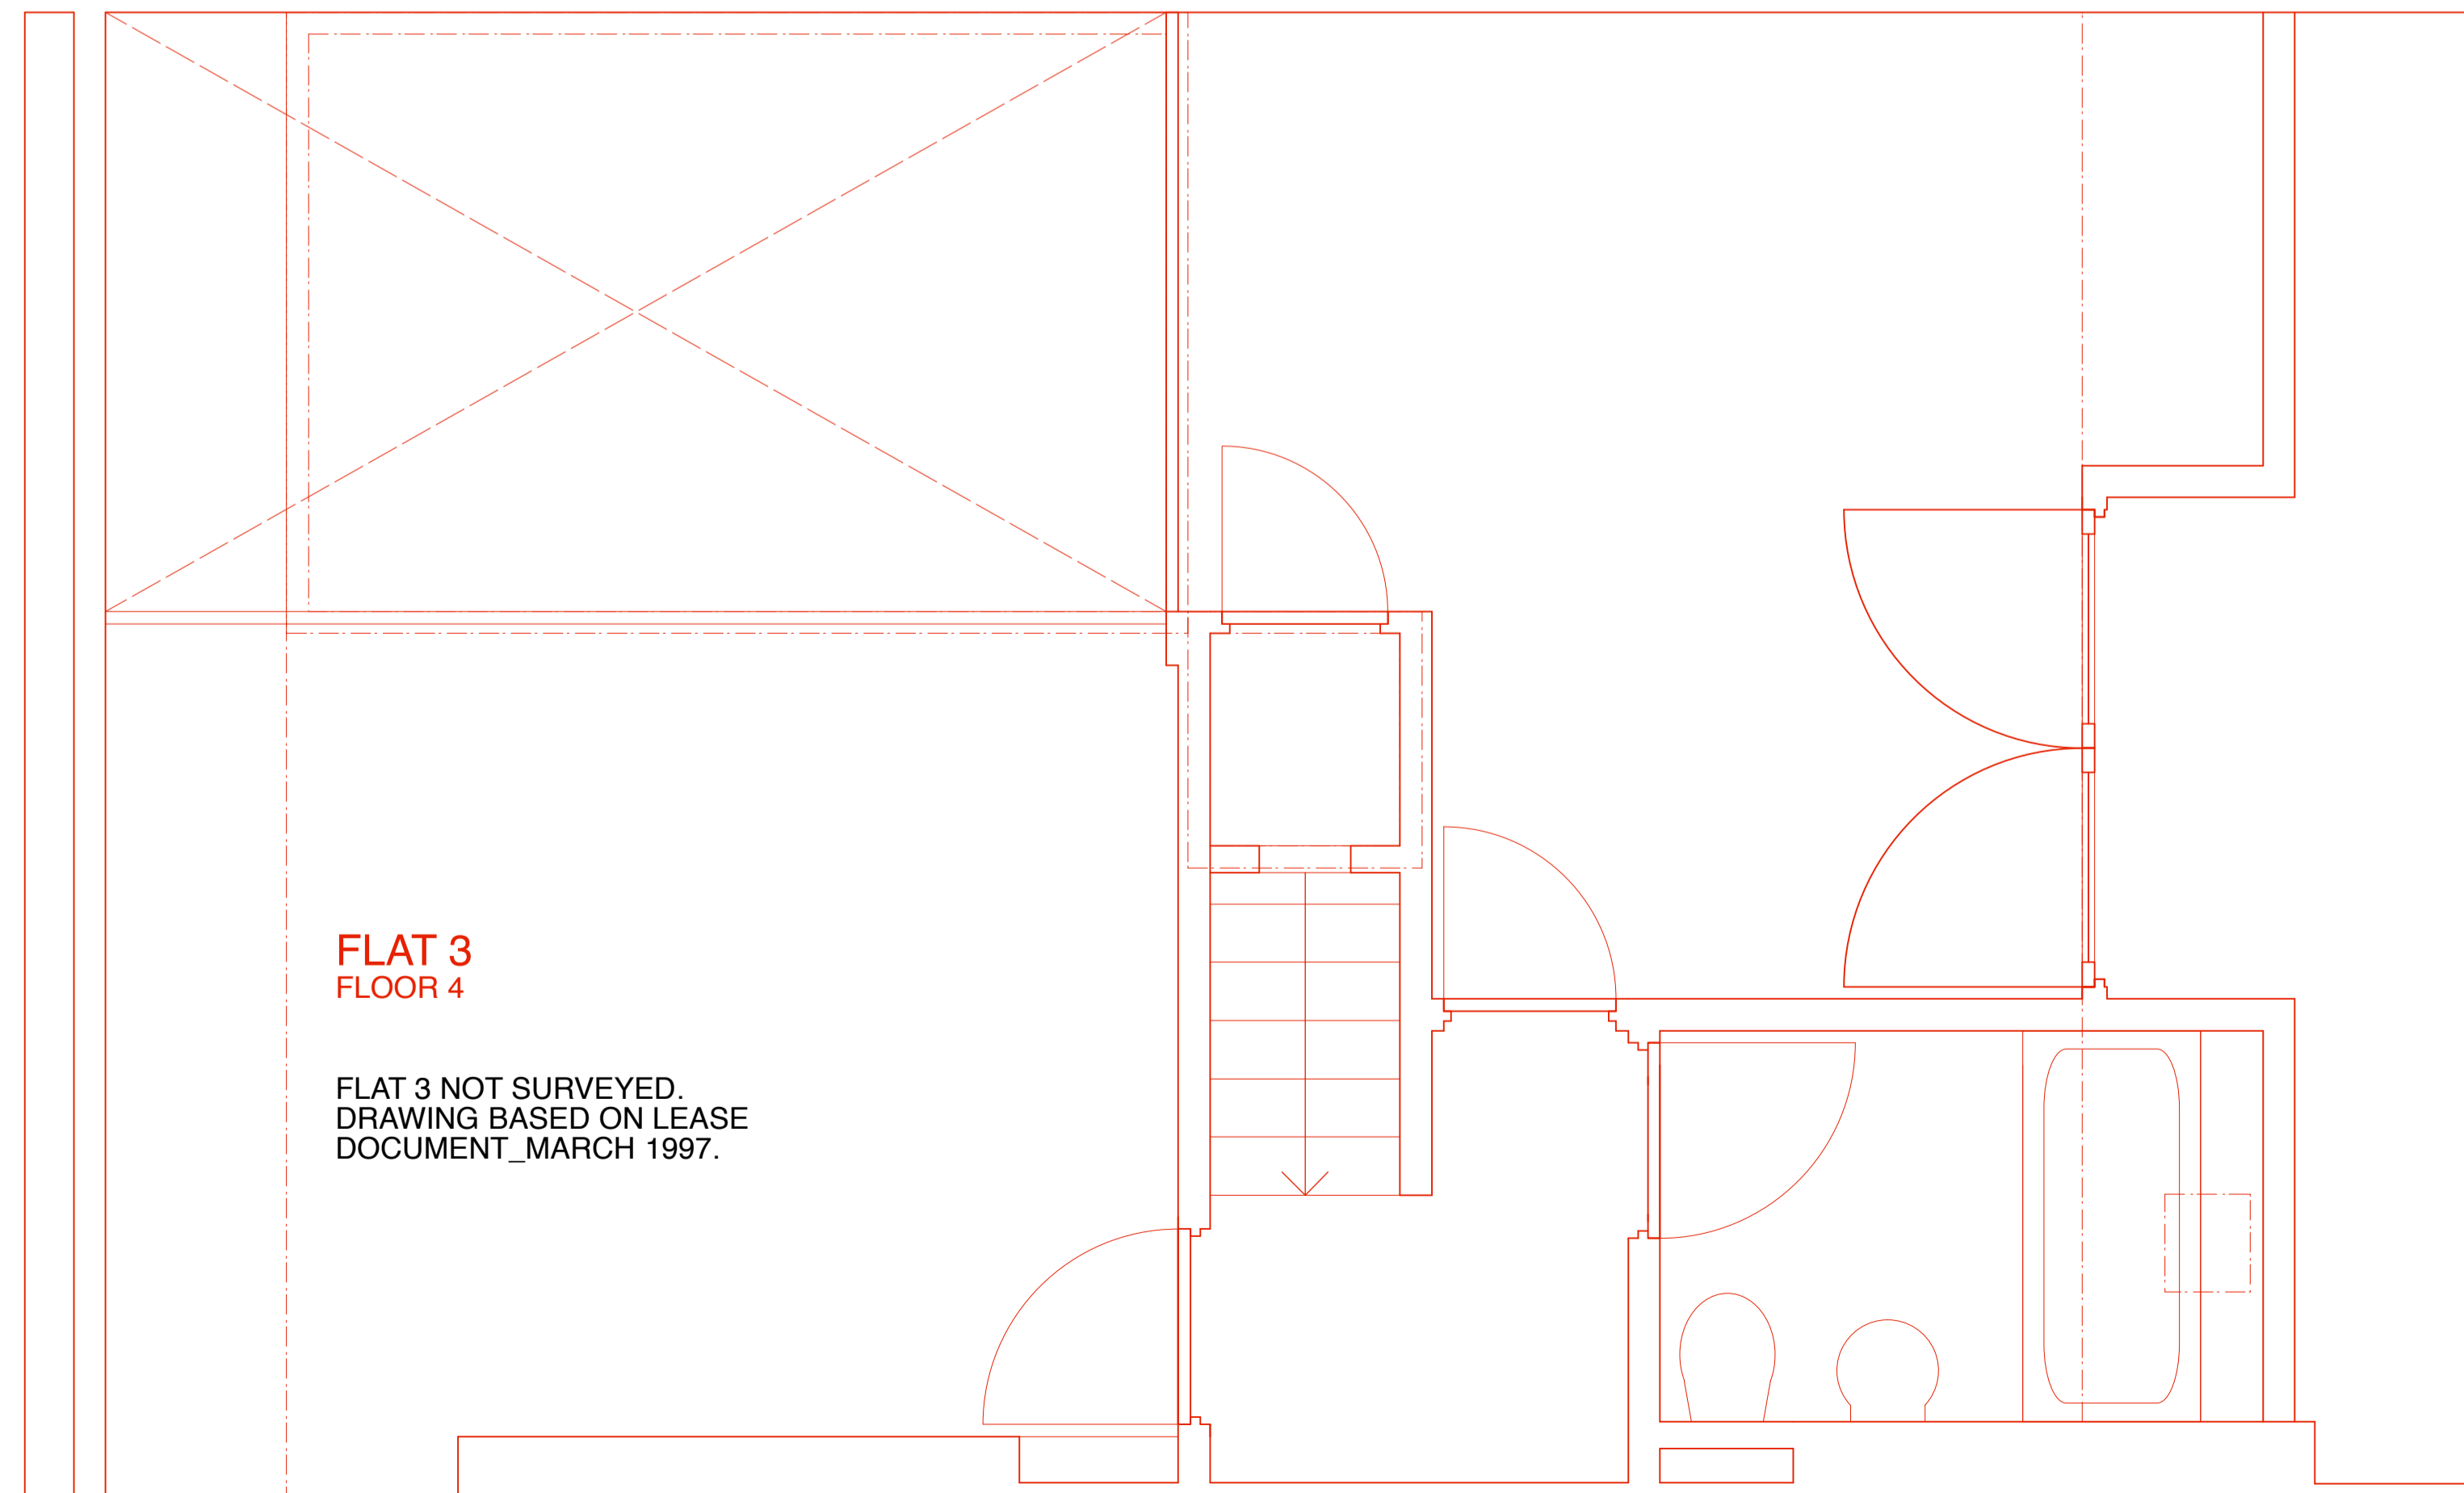 FLAT 3
FLOOR 4
FLAT 3 NOT SURVEYED.
DRAWING BASED ON LEASE
DOCUMENT_MARCH 1997.